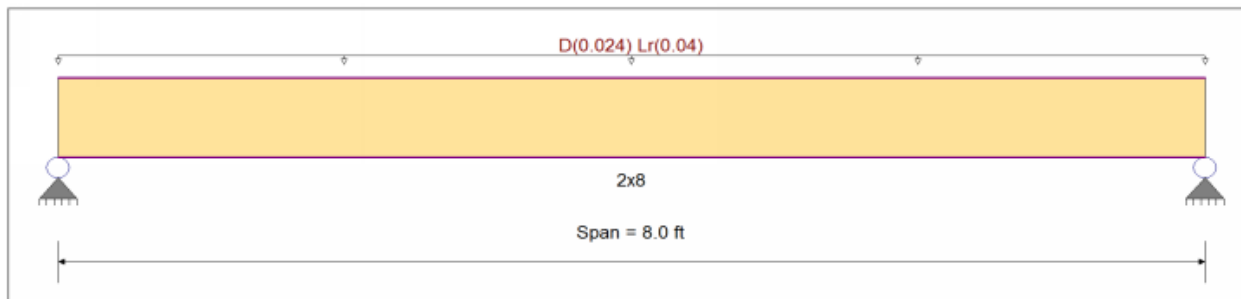 D(0.024) Lr(0.04)
2x8
Span = 8.0 ft